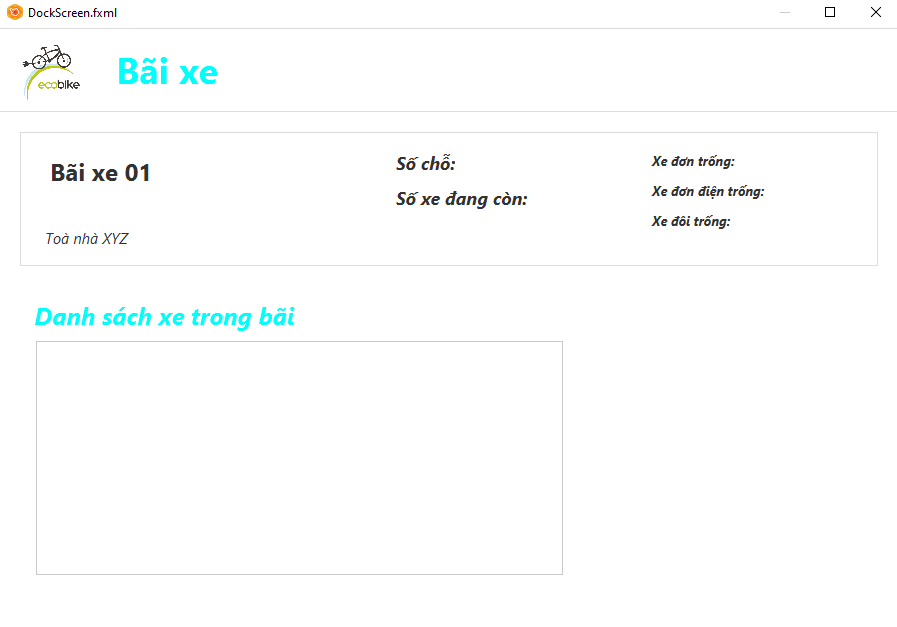 DockScreen.fxml
ecobike
Bãi xe
Bãi xe 01
Toà nhà XYZ
Số chỗ:
Số xe đang còn:
Xe đơn trống:
Xe đơn điện trống:
Xe đôi trống:
Danh sách xe trong bãi